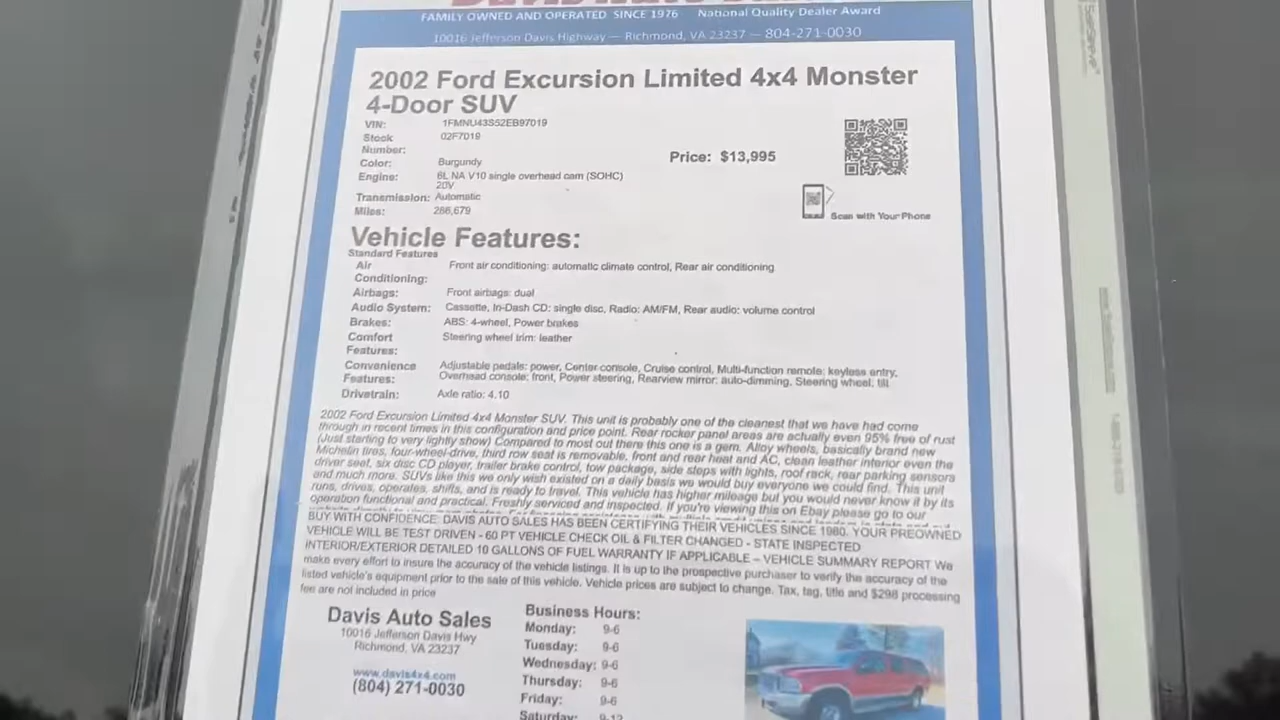 FAMILY OWNED AND OPERATED SINCE 1976 National Quality Dealer Award
10016 Jefferson Davis Highway — Richmond, VA 23237 — 804-271-0030
2002 Ford Excursion Limited 4x4 Monster
4-Door SUV
VIN: 1FMNU43S52EB97019
Stock Number: 02F7019
Color: Burgundy
Price: $13,995
Engine: 6L NA V10 single overhead cam (SOHC)
20V
Transmission: Automatic
Miles: 266,679
Scan with Your Phone
Vehicle Features:
Standard Features
Air Conditioning: Front air conditioning: automatic climate control, Rear air conditioning
Airbags: Front airbags: dual
Audio System: Cassette, In-Dash CD: single disc, Radio: AM/FM, Rear audio: volume control
Brakes: ABS: 4-wheel, Power brakes
Comfort Features: Steering wheel trim: leather
Convenience Features: Adjustable pedals: power, Center console, Cruise control, Multi-function remote: keyless entry,
Overhead console: front, Power steering, Rearview mirror: auto-dimming, Steering wheel: tilt
Drivetrain: Axle ratio: 4.10
2002 Ford Excursion Limited 4x4 Monster SUV. This unit is probably one of the cleanest that we have had come
through in recent times in this configuration and price point. Rear rocker panel areas are actually even 95% free of rust
(Just starting to very lightly show) Compared to most out there this one is a gem. Alloy wheels, basically brand new
Michelin tires, four-wheel-drive, third row seat is removable, front and rear heat and AC, clean leather interior even the
driver seat, six disc CD player, trailer brake control, tow package, side steps with lights, roof rack, rear parking sensors
and much more. SUVs like this we only wish existed on a daily basis we would buy everyone we could find. This unit
runs, drives, operates, shifts, and is ready to travel. This vehicle has higher mileage but you would never know it by its
operation functional and practical. Freshly serviced and inspected. If you're viewing this on Ebay please go to our
BUY WITH CONFIDENCE: DAVIS AUTO SALES HAS BEEN CERTIFYING THEIR VEHICLES SINCE 1980. YOUR PREOWNED
VEHICLE WILL BE TEST DRIVEN - 60 PT VEHICLE CHECK OIL & FILTER CHANGED - STATE INSPECTED
INTERIOR/EXTERIOR DETAILED 10 GALLONS OF FUEL WARRANTY IF APPLICABLE – VEHICLE SUMMARY REPORT We
make every effort to insure the accuracy of the vehicle listings. It is up to the prospective purchaser to verify the accuracy of the
listed vehicle's equipment prior to the sale of this vehicle. Vehicle prices are subject to change. Tax, tag, title and $298 processing
fee are not included in price
Davis Auto Sales
10016 Jefferson Davis Hwy
Richmond, VA 23237
www.davis4x4.com
(804) 271-0030
Business Hours:
Monday: 9-6
Tuesday: 9-6
Wednesday: 9-6
Thursday: 9-6
Friday: 9-6
Saturday: 9-12